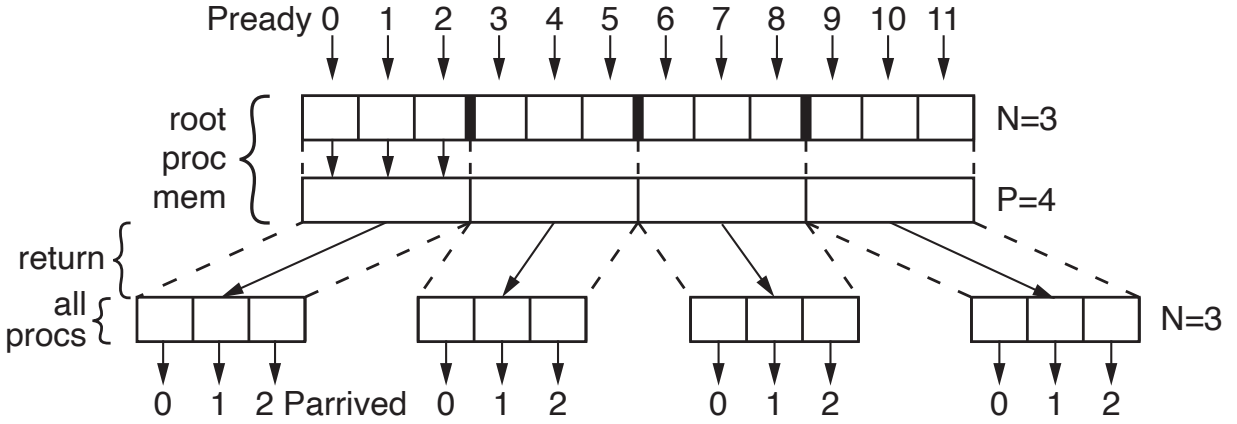 Pready 0 1 2 3 4 5 6 7 8 9 10 11
root
proc
mem
N=3
P=4
return
all
procs
N=3
0 1 2 Parrived 0 1 2 0 1 2 0 1 2